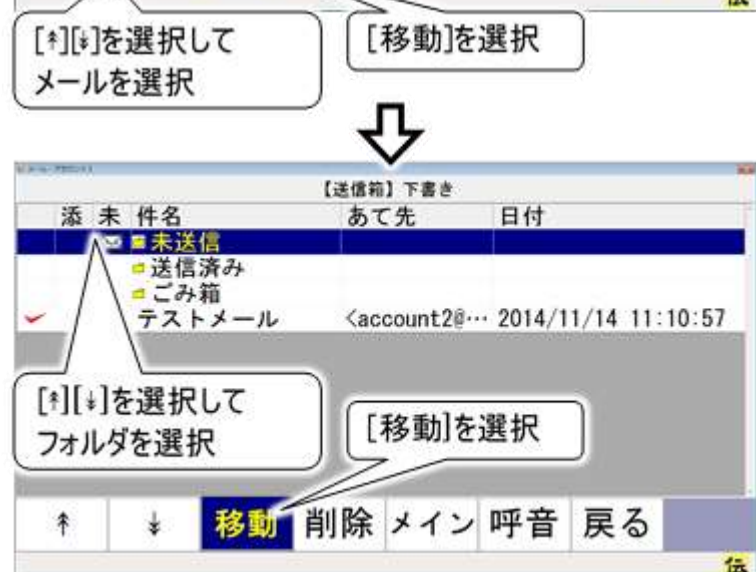 伝
[↟][↡]を選択して
メールを選択
[移動]を選択
【送信箱】下書き
添 未 件名 あて先 日付
未送信
送信済み
ごみ箱
テストメール <account2@… 2014/11/14 11:10:57
[↟][↡]を選択して
フォルダを選択
[移動]を選択
↟ ↡ 移動 削除 メイン 呼音 戻る
伝